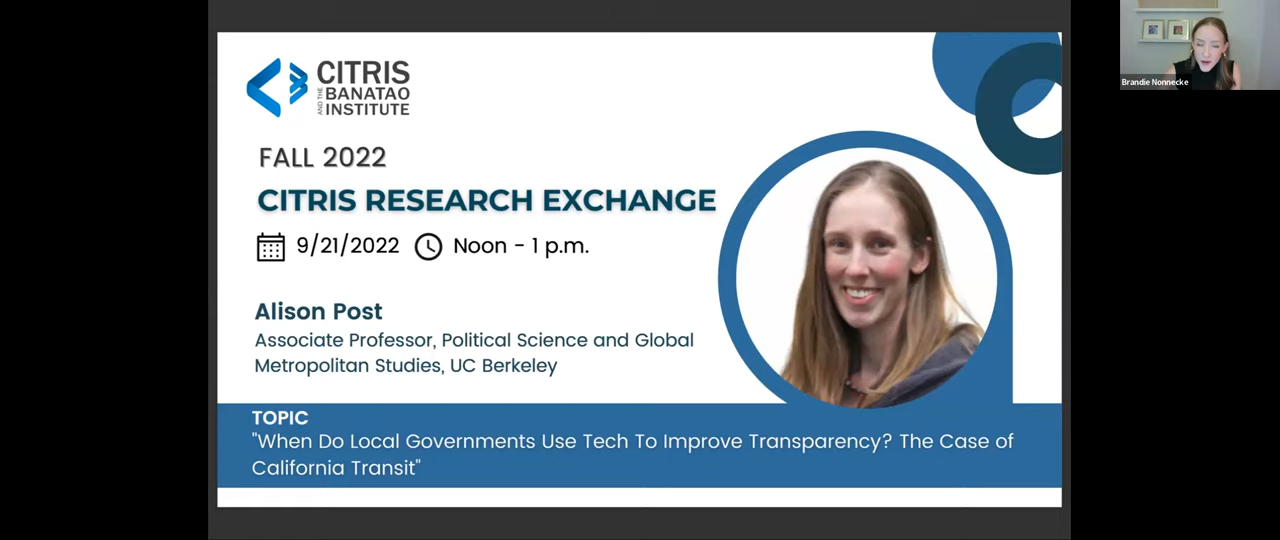 CITRIS
AND THE
BANATAO
INSTITUTE
FALL 2022
CITRIS RESEARCH EXCHANGE
9/21/2022 Noon - 1 p.m.
Alison Post
Associate Professor, Political Science and Global
Metropolitan Studies, UC Berkeley
TOPIC
"When Do Local Governments Use Tech To Improve Transparency? The Case of
California Transit"
Brandie Nonnecke